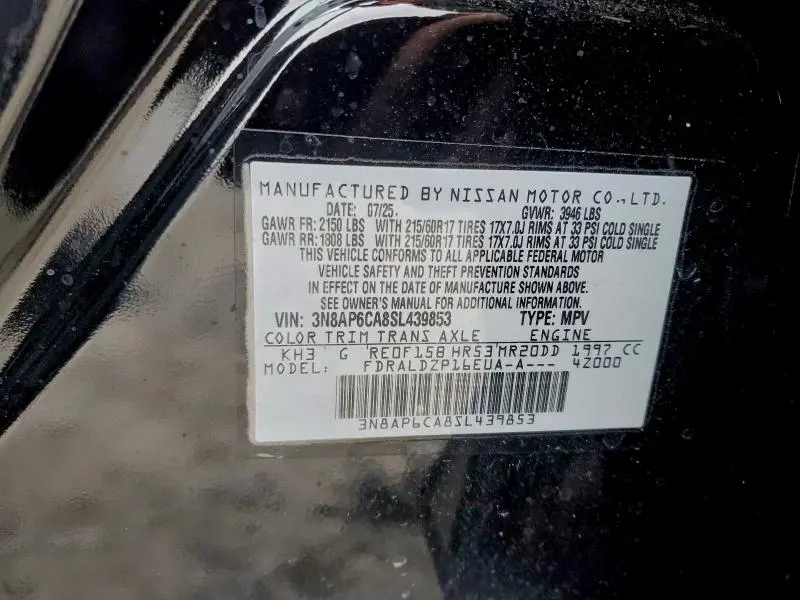 MANUFACTURED BY NISSAN MOTOR CO., LTD.
DATE: 07/25. GVWR: 3946 LBS
GAWR FR: 2150 LBS WITH 215/60R17 TIRES 17X7.0J RIMS AT 33 PSI COLD SINGLE
GAWR RR: 1808 LBS WITH 215/60R17 TIRES 17X7.0J RIMS AT 33 PSI COLD SINGLE
THIS VEHICLE CONFORMS TO ALL APPLICABLE FEDERAL MOTOR
VEHICLE SAFETY AND THEFT PREVENTION STANDARDS
IN EFFECT ON THE DATE OF MANUFACTURE SHOWN ABOVE.
SEE OWNER'S MANUAL FOR ADDITIONAL INFORMATION.
VIN: 3N8AP6CA8SL439853 TYPE: MPV
COLOR TRIM TRANS AXLE ENGINE
KH3 G RE0F15B HR53 MR20DD 1997 CC
MODEL: FDRALDZP16EUA-A--- 4Z000
3N8AP6CA8SL439853